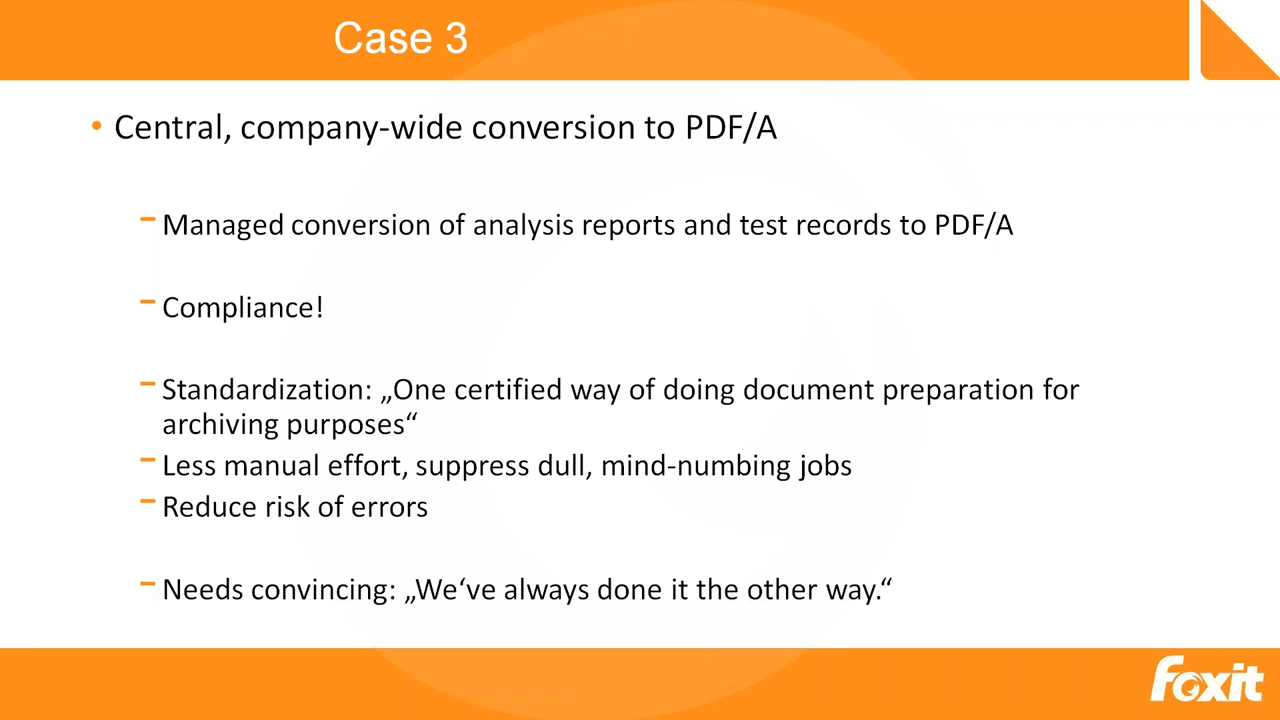 Case 3
• Central, company-wide conversion to PDF/A
– Managed conversion of analysis reports and test records to PDF/A
– Compliance!
– Standardization: „One certified way of doing document preparation for
archiving purposes“
– Less manual effort, suppress dull, mind-numbing jobs
– Reduce risk of errors
– Needs convincing: „We‘ve always done it the other way.“
foxit